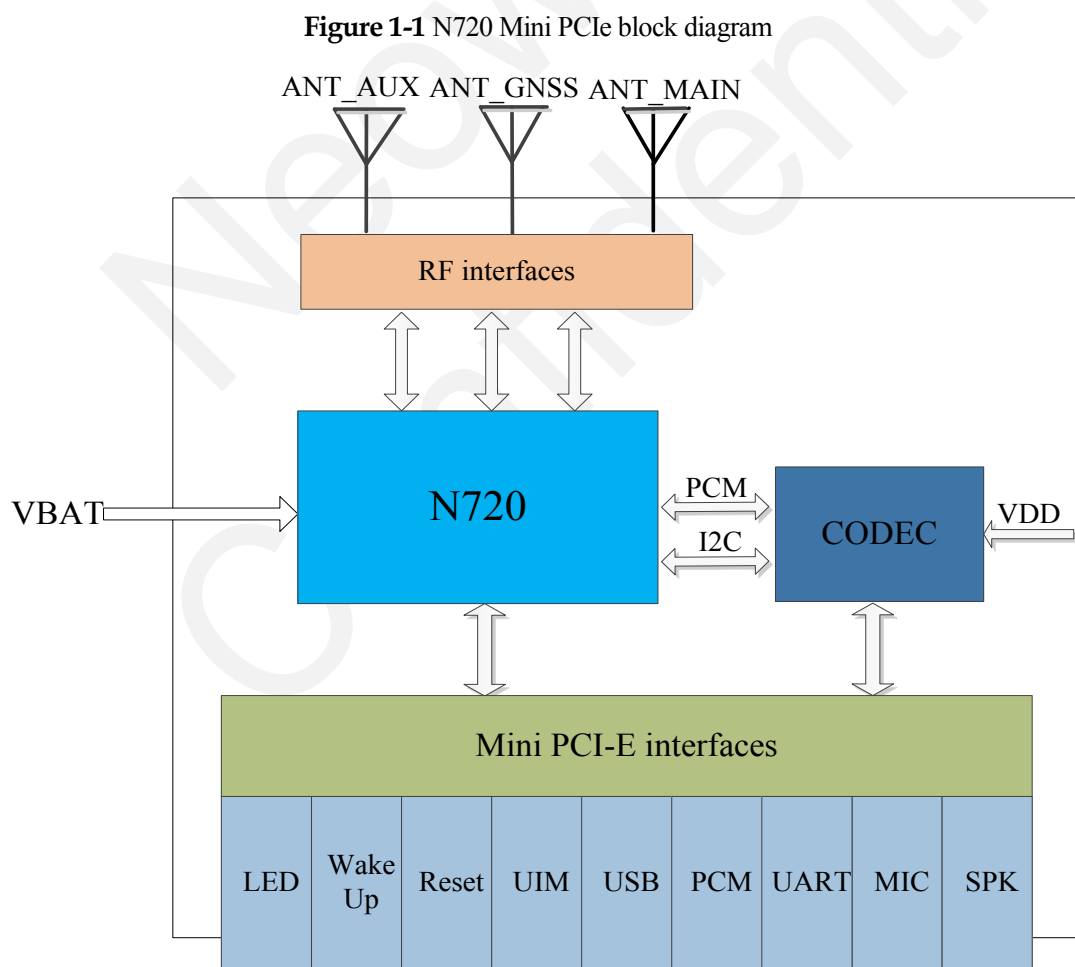 Figure 1-1 N720 Mini PCIe block diagram
ANT_AUX ANT_GNSS ANT_MAIN
RF interfaces
N720
VBAT
PCM
I2C
CODEC
VDD
Mini PCI-E interfaces
LED
Wake
Up
Reset
UIM
USB
PCM
UART
MIC
SPK